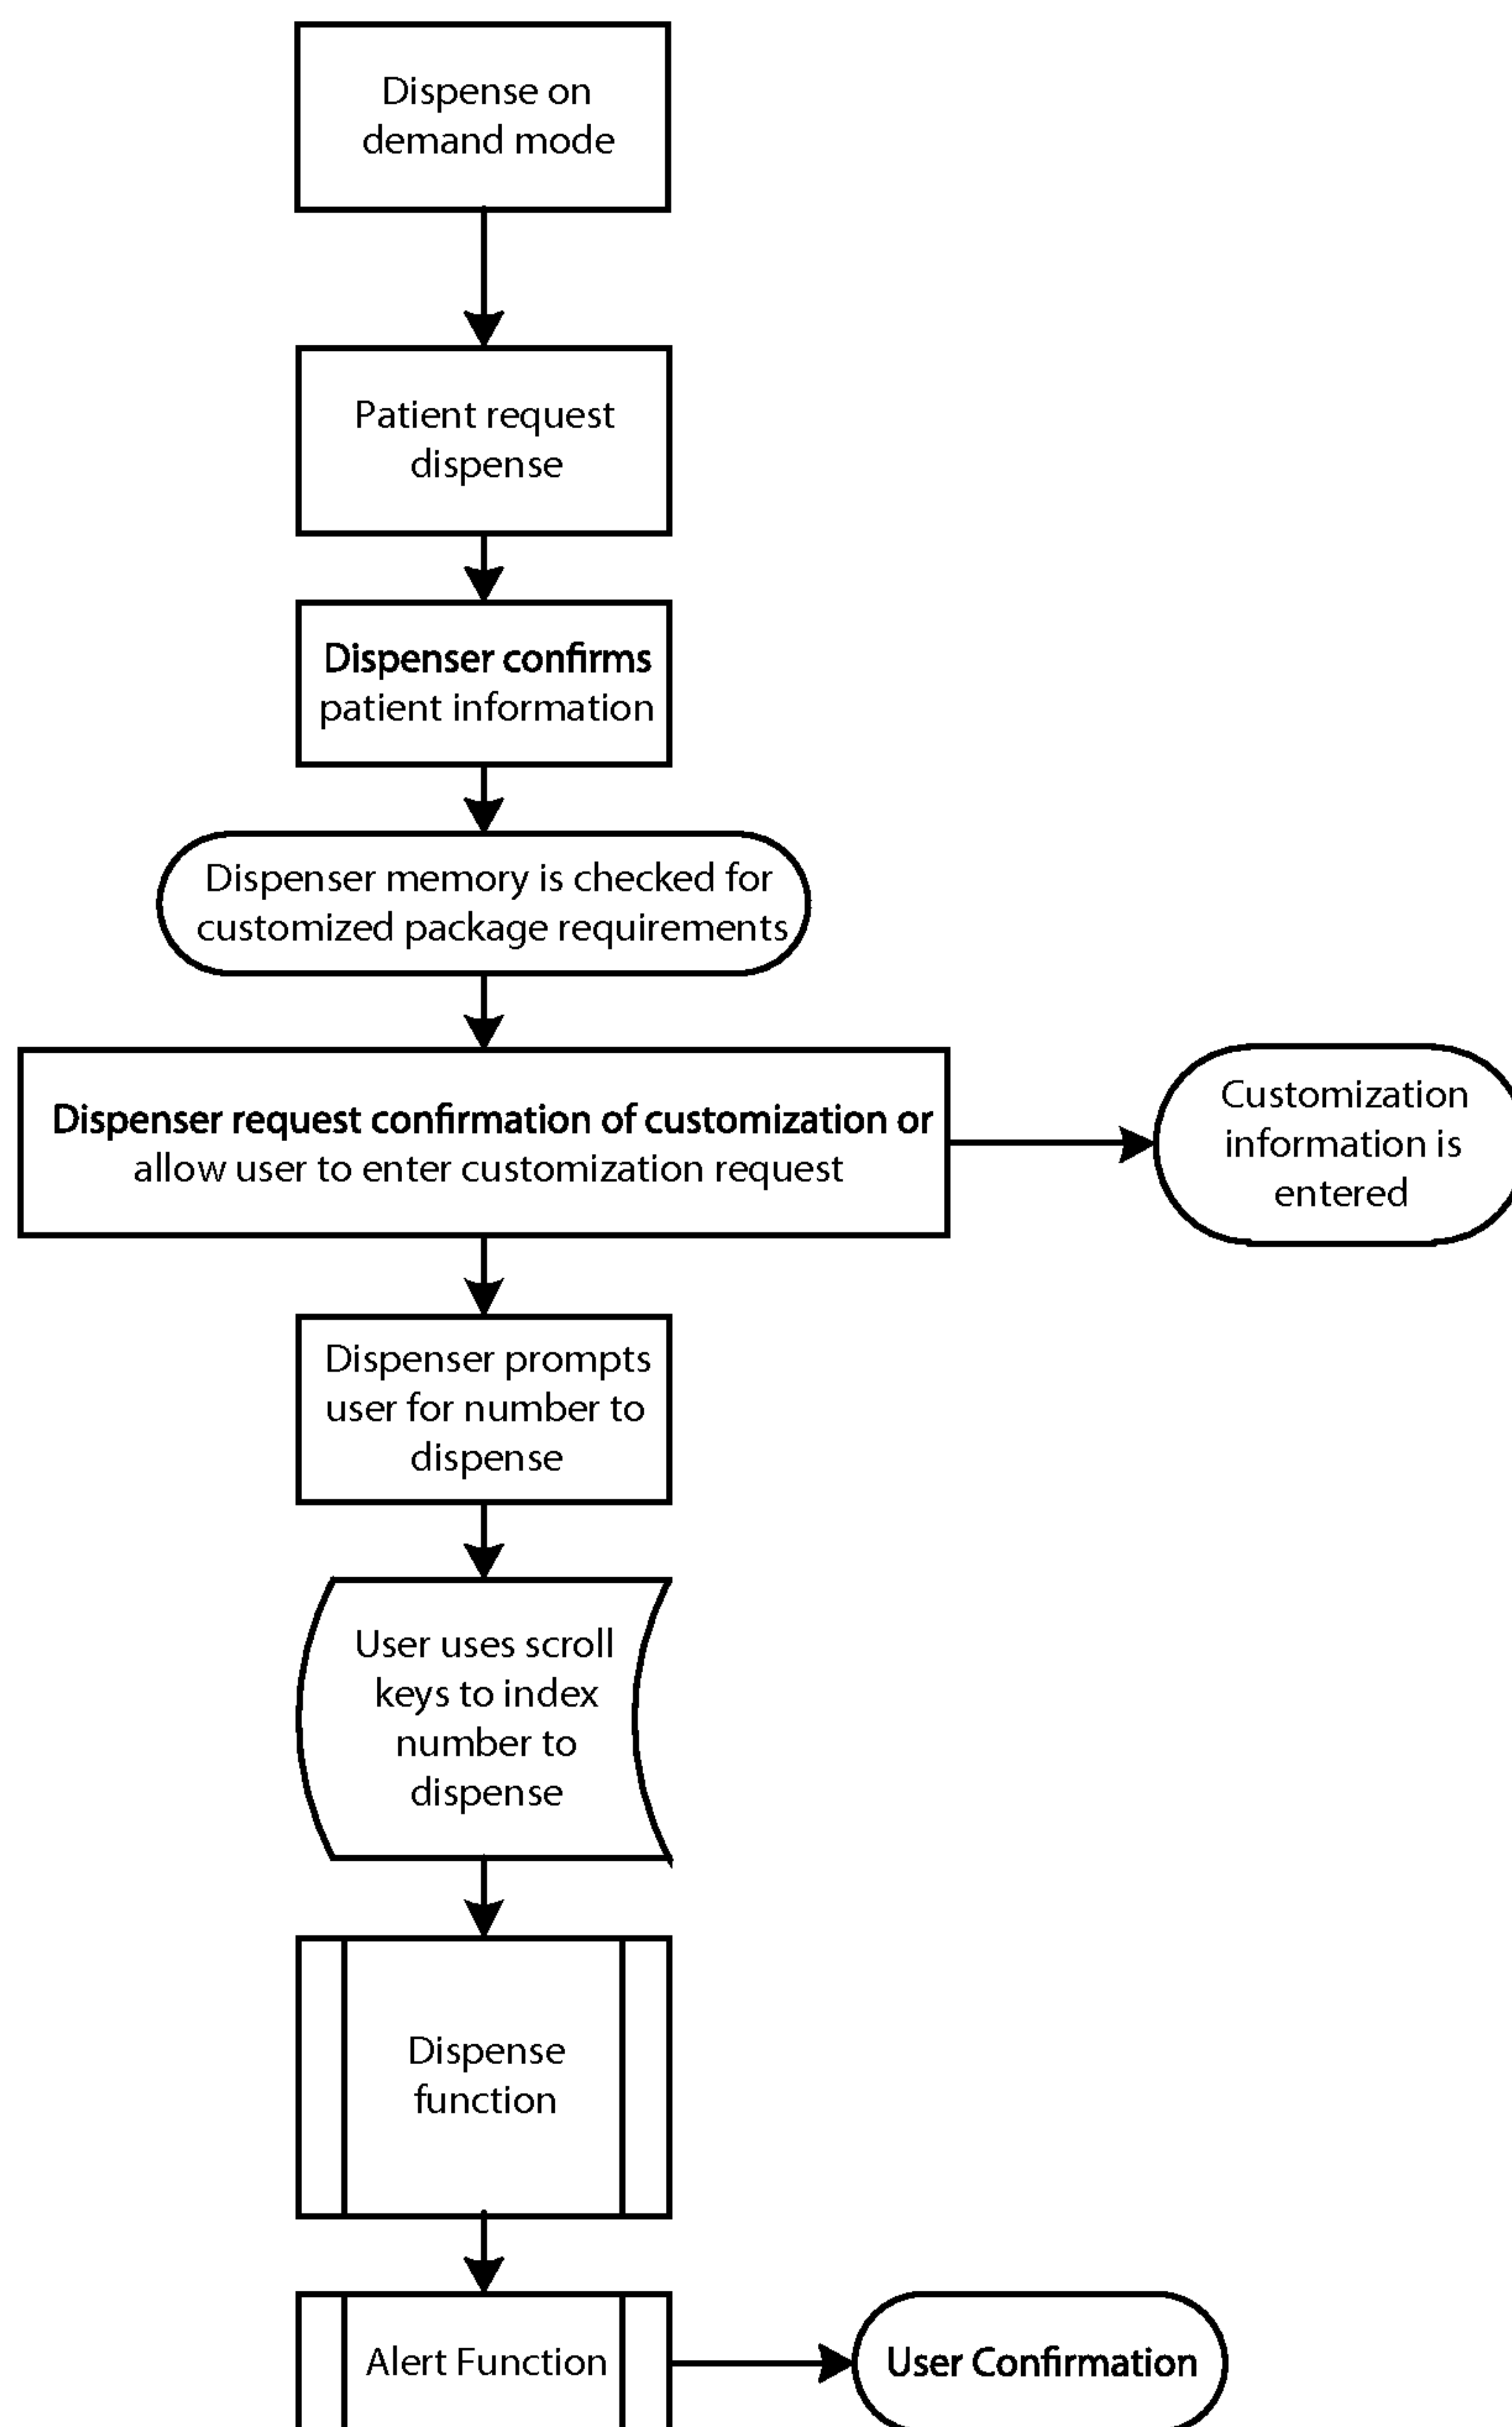 Dispense on
demand mode
Patient request
dispense
Dispenser confirms
patient information
Dispenser memory is checked for
customized package requirements
Dispenser request confirmation of customization or
allow user to enter customization request
Customization
information is
entered
Dispenser prompts
user for number to
dispense
User uses scroll
keys to index
number to
dispense
Dispense
function
Alert Function
User Confirmation